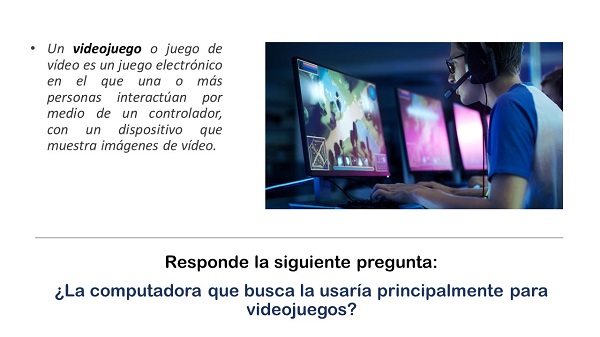 • Un videojuego o juego de
vídeo es un juego electrónico
en el que una o más
personas interactúan por
medio de un controlador,
con un dispositivo que
muestra imágenes de vídeo.
Responde la siguiente pregunta:
¿La computadora que busca la usaría principalmente para
videojuegos?